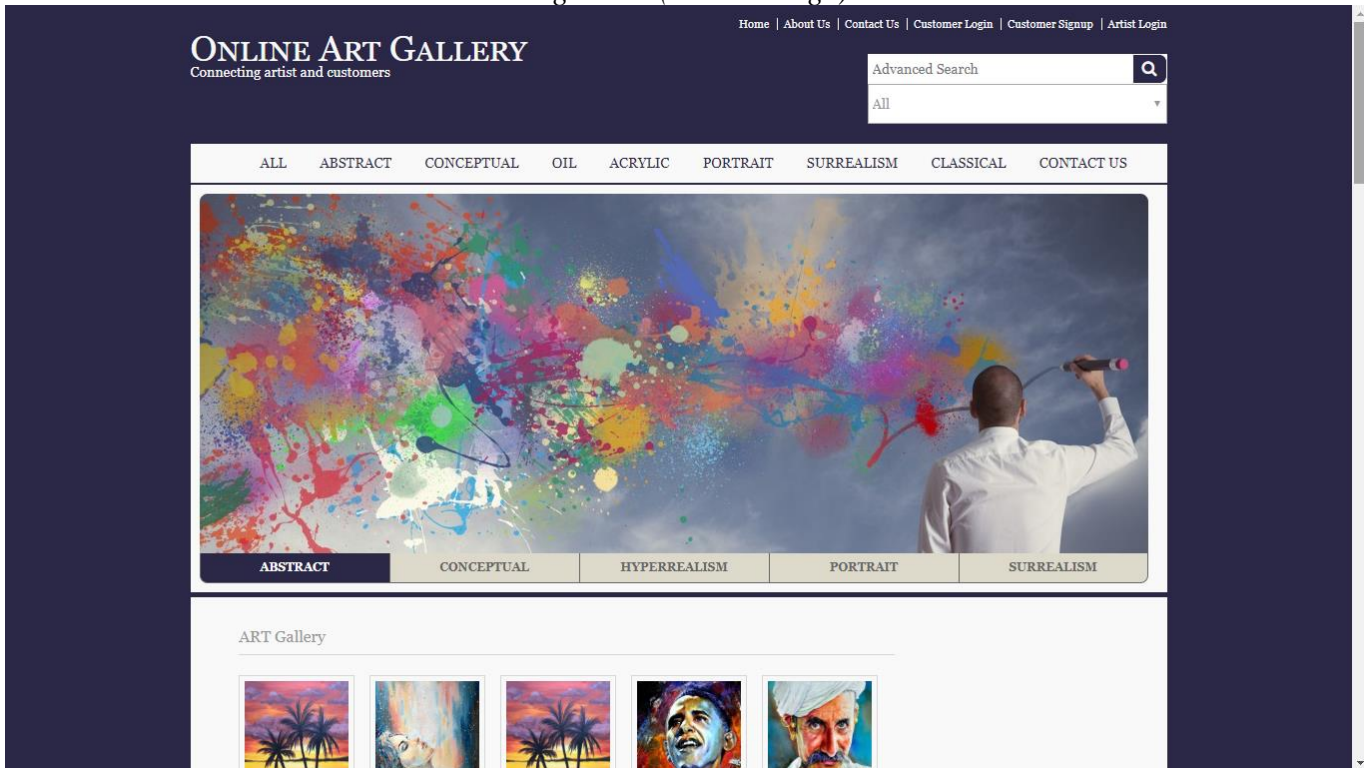 Home | About Us | Contact Us | Customer Login | Customer Signup | Artist Login
ONLINE ART GALLERY
Connecting artist and customers
Advanced Search
All
ALL ABSTRACT CONCEPTUAL OIL ACRYLIC PORTRAIT SURREALISM CLASSICAL CONTACT US
ABSTRACT CONCEPTUAL HYPERREALISM PORTRAIT SURREALISM
ART Gallery